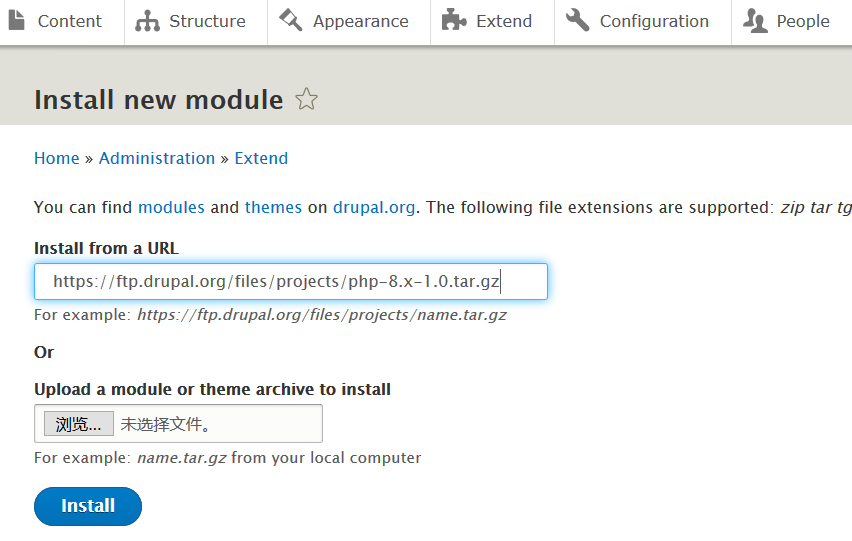 Content Structure Appearance Extend Configuration People
Install new module
Home » Administration » Extend
You can find modules and themes on drupal.org. The following file extensions are supported: zip tar tg
Install from a URL
https://ftp.drupal.org/files/projects/php-8.x-1.0.tar.gz
For example: https://ftp.drupal.org/files/projects/name.tar.gz
Or
Upload a module or theme archive to install
浏览... 未选择文件。
For example: name.tar.gz from your local computer
Install